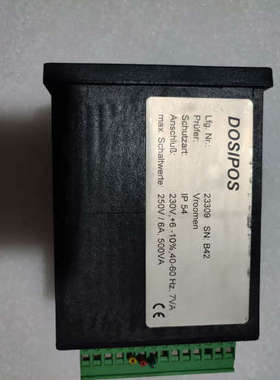 DOSIPOS
Lfg. Nr.: 23309 SN: B42
Prüfer: Vroomen
Schutzart: IP 54
Anschluß: 230V,+6 -10%,40-60 Hz, 7VA
max. Schaltwerte 250V / 6A, 500VA
CE